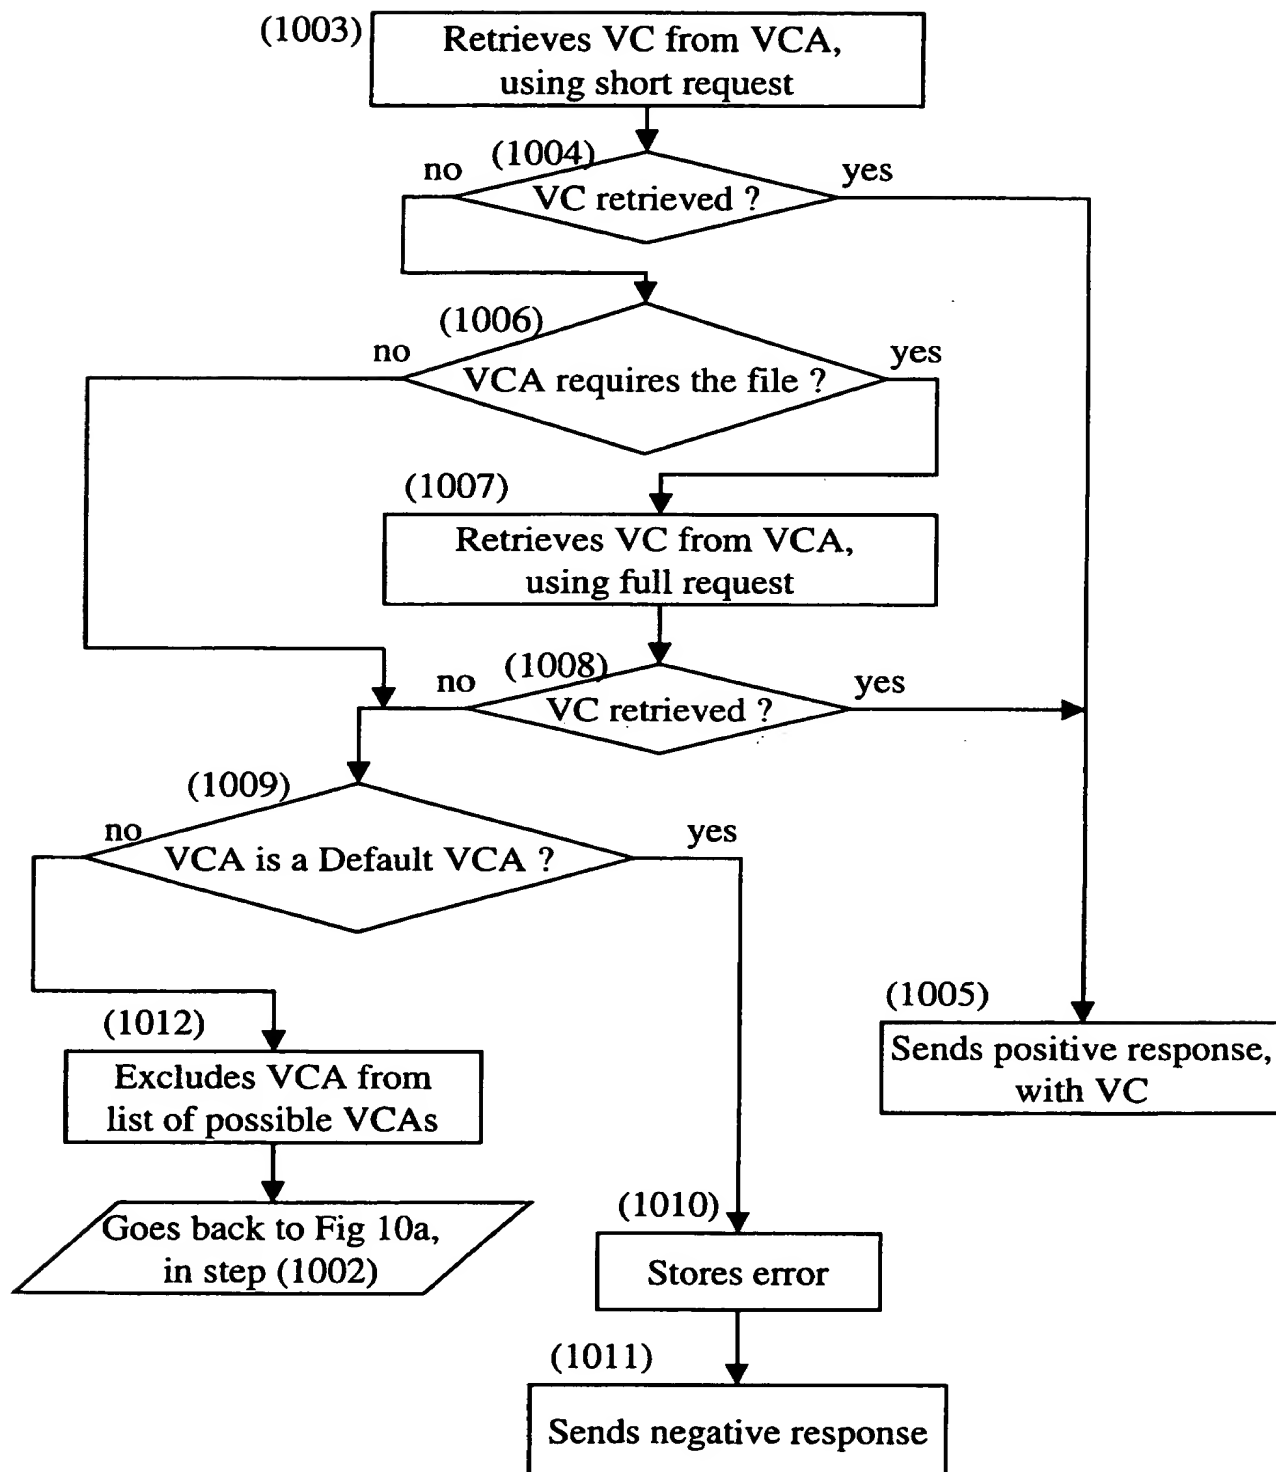 (1003)
Retrieves VC from VCA,
using short request
(1004)
no
yes
VC retrieved ?
(1006)
no
yes
VCA requires the file ?
(1007)
Retrieves VC from VCA,
using full request
(1008)
no
yes
VC retrieved ?
(1009)
no
yes
VCA is a Default VCA ?
(1005)
Sends positive response,
with VC
(1012)
Excludes VCA from
list of possible VCAs
Goes back to Fig 10a,
in step (1002)
(1010)
Stores error
(1011)
Sends negative response